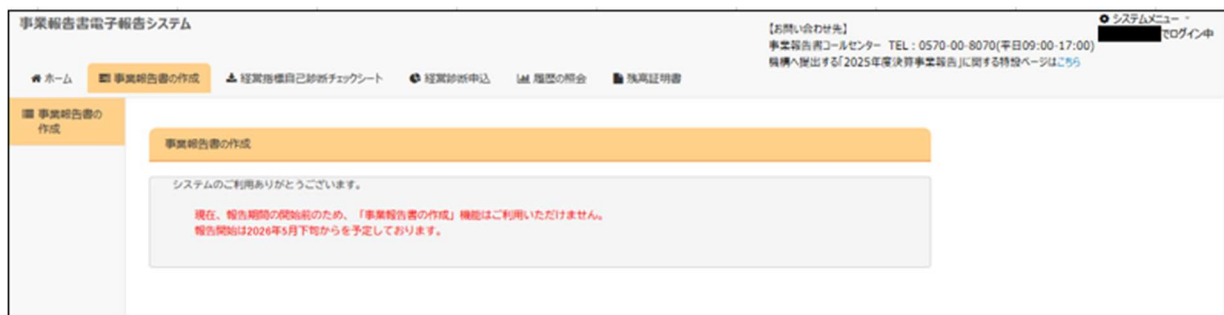 事業報告書電子報告システム
【お問い合わせ先】
システムメニュー
でログイン中
事業報告書コールセンター TEL:0570-00-8070(平日09:00-17:00)
機構へ提出する「2025年度決算事業報告」に関する特設ページはこちら
ホーム 事業報告書の作成 経営指標自己診断チェックシート 経営診断申込 履歴の照会 残高証明書
事業報告書の
作成
事業報告書の作成
システムのご利用ありがとうございます。
現在、報告期間の開始前のため、「事業報告書の作成」機能はご利用いただけません。
報告開始は2026年5月下旬からを予定しております。